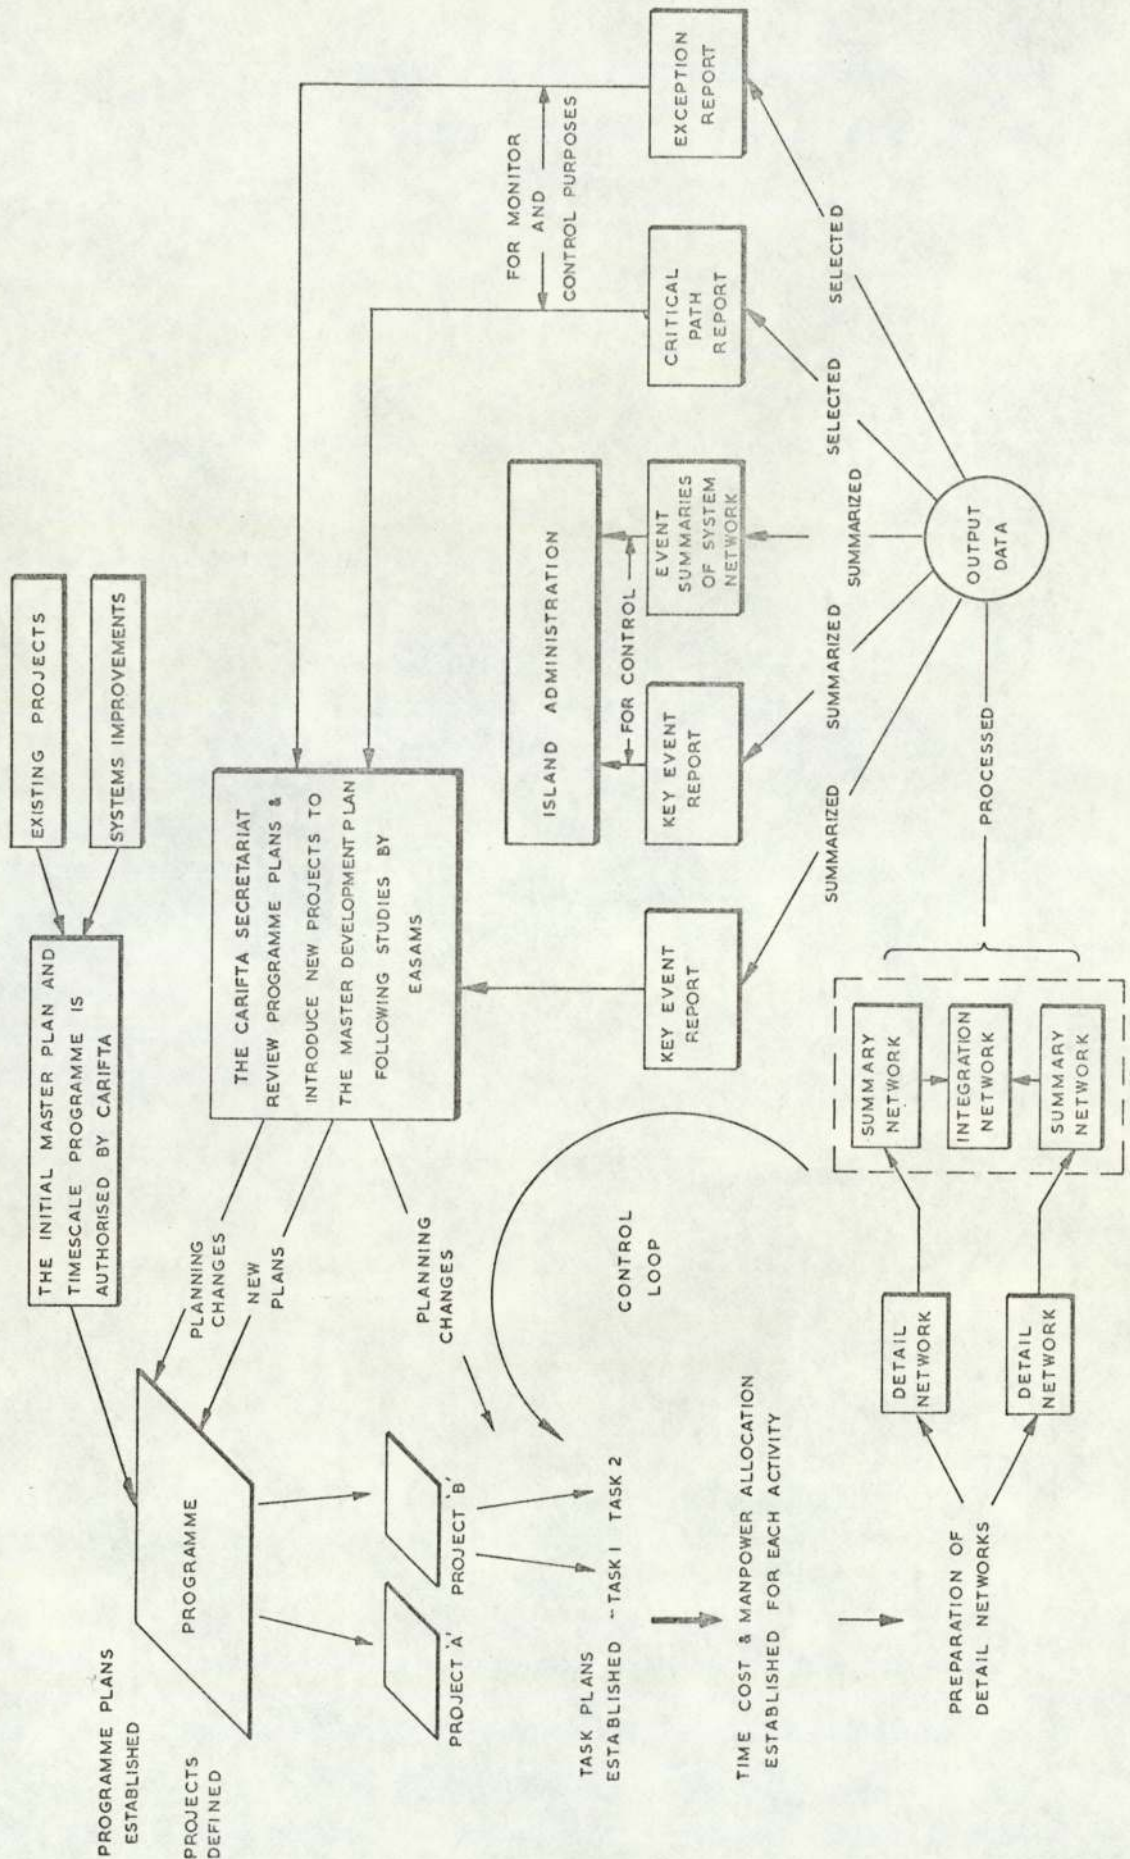 EXISTING PROJECTS
SYSTEMS IMPROVEMENTS
THE INITIAL MASTER PLAN AND
TIMESCALE PROGRAMME IS
AUTHORISED BY CARIFTA
PROGRAMME PLANS
ESTABLISHED
PROJECTS
DEFINED
PROGRAMME
PLANNING
CHANGES
NEW
PLANS
THE CARIFTA SECRETARIAT
REVIEW PROGRAMME PLANS &
INTRODUCE NEW PROJECTS TO
THE MASTER DEVELOPMENT PLAN
FOLLOWING STUDIES BY
EASAMS
PLANNING
CHANGES
PROJECT 'A'
PROJECT 'B'
TASK PLANS
ESTABLISHED - TASK 1 TASK 2
CONTROL
LOOP
TIME COST & MANPOWER ALLOCATION
ESTABLISHED FOR EACH ACTIVITY
PREPARATION OF
DETAIL NETWORKS
DETAIL
NETWORK
DETAIL
NETWORK
SUMMARY
NETWORK
INTEGRATION
NETWORK
SUMMARY
NETWORK
PROCESSED
OUTPUT
DATA
SUMMARIZED
SUMMARIZED
SUMMARIZED
SELECTED
SELECTED
KEY EVENT
REPORT
KEY EVENT
REPORT
EVENT
SUMMARIES
OF SYSTEM
NETWORK
CRITICAL
PATH
REPORT
EXCEPTION
REPORT
FOR CONTROL
ISLAND ADMINISTRATION
FOR MONITOR
AND
CONTROL PURPOSES